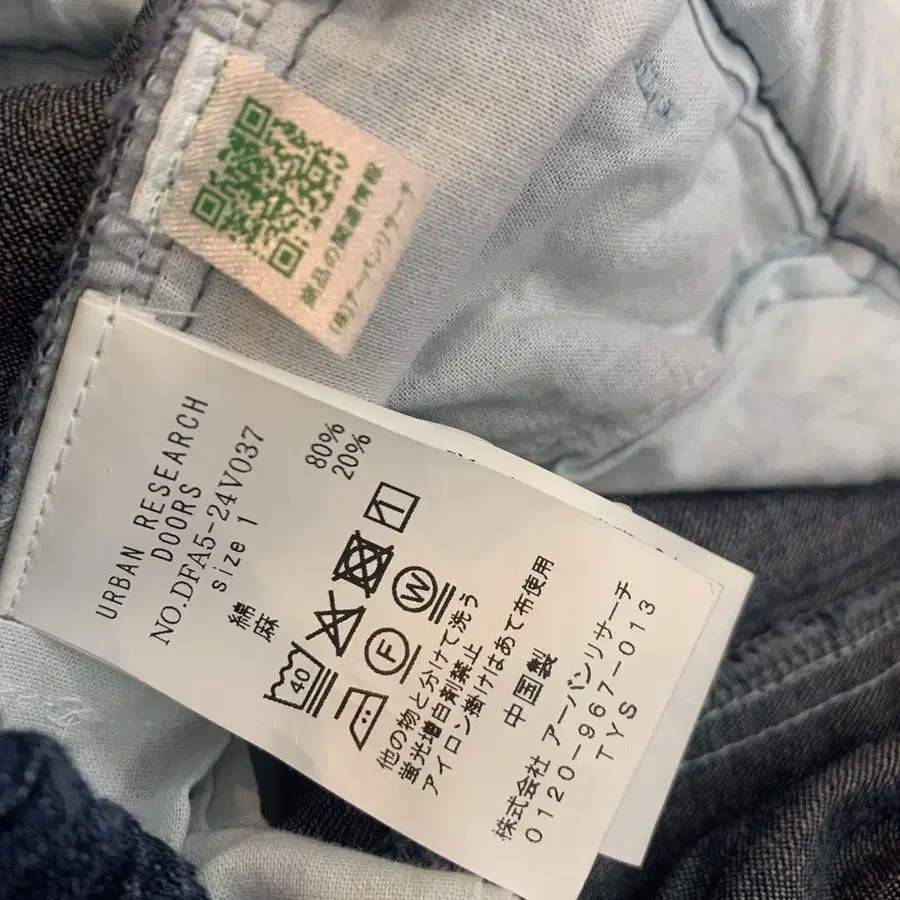 商品の関連情報
(株)アーバンリサーチ
URBAN RESEARCH
DOORS
NO.DFA5-24V037
size 1
綿 80%
麻 20%
40
F W
他の物と分けて洗う
蛍光増白剤禁止
アイロン掛けはあて布使用
中国製
株式会社 アーバンリサーチ
0120-967-013
TYS